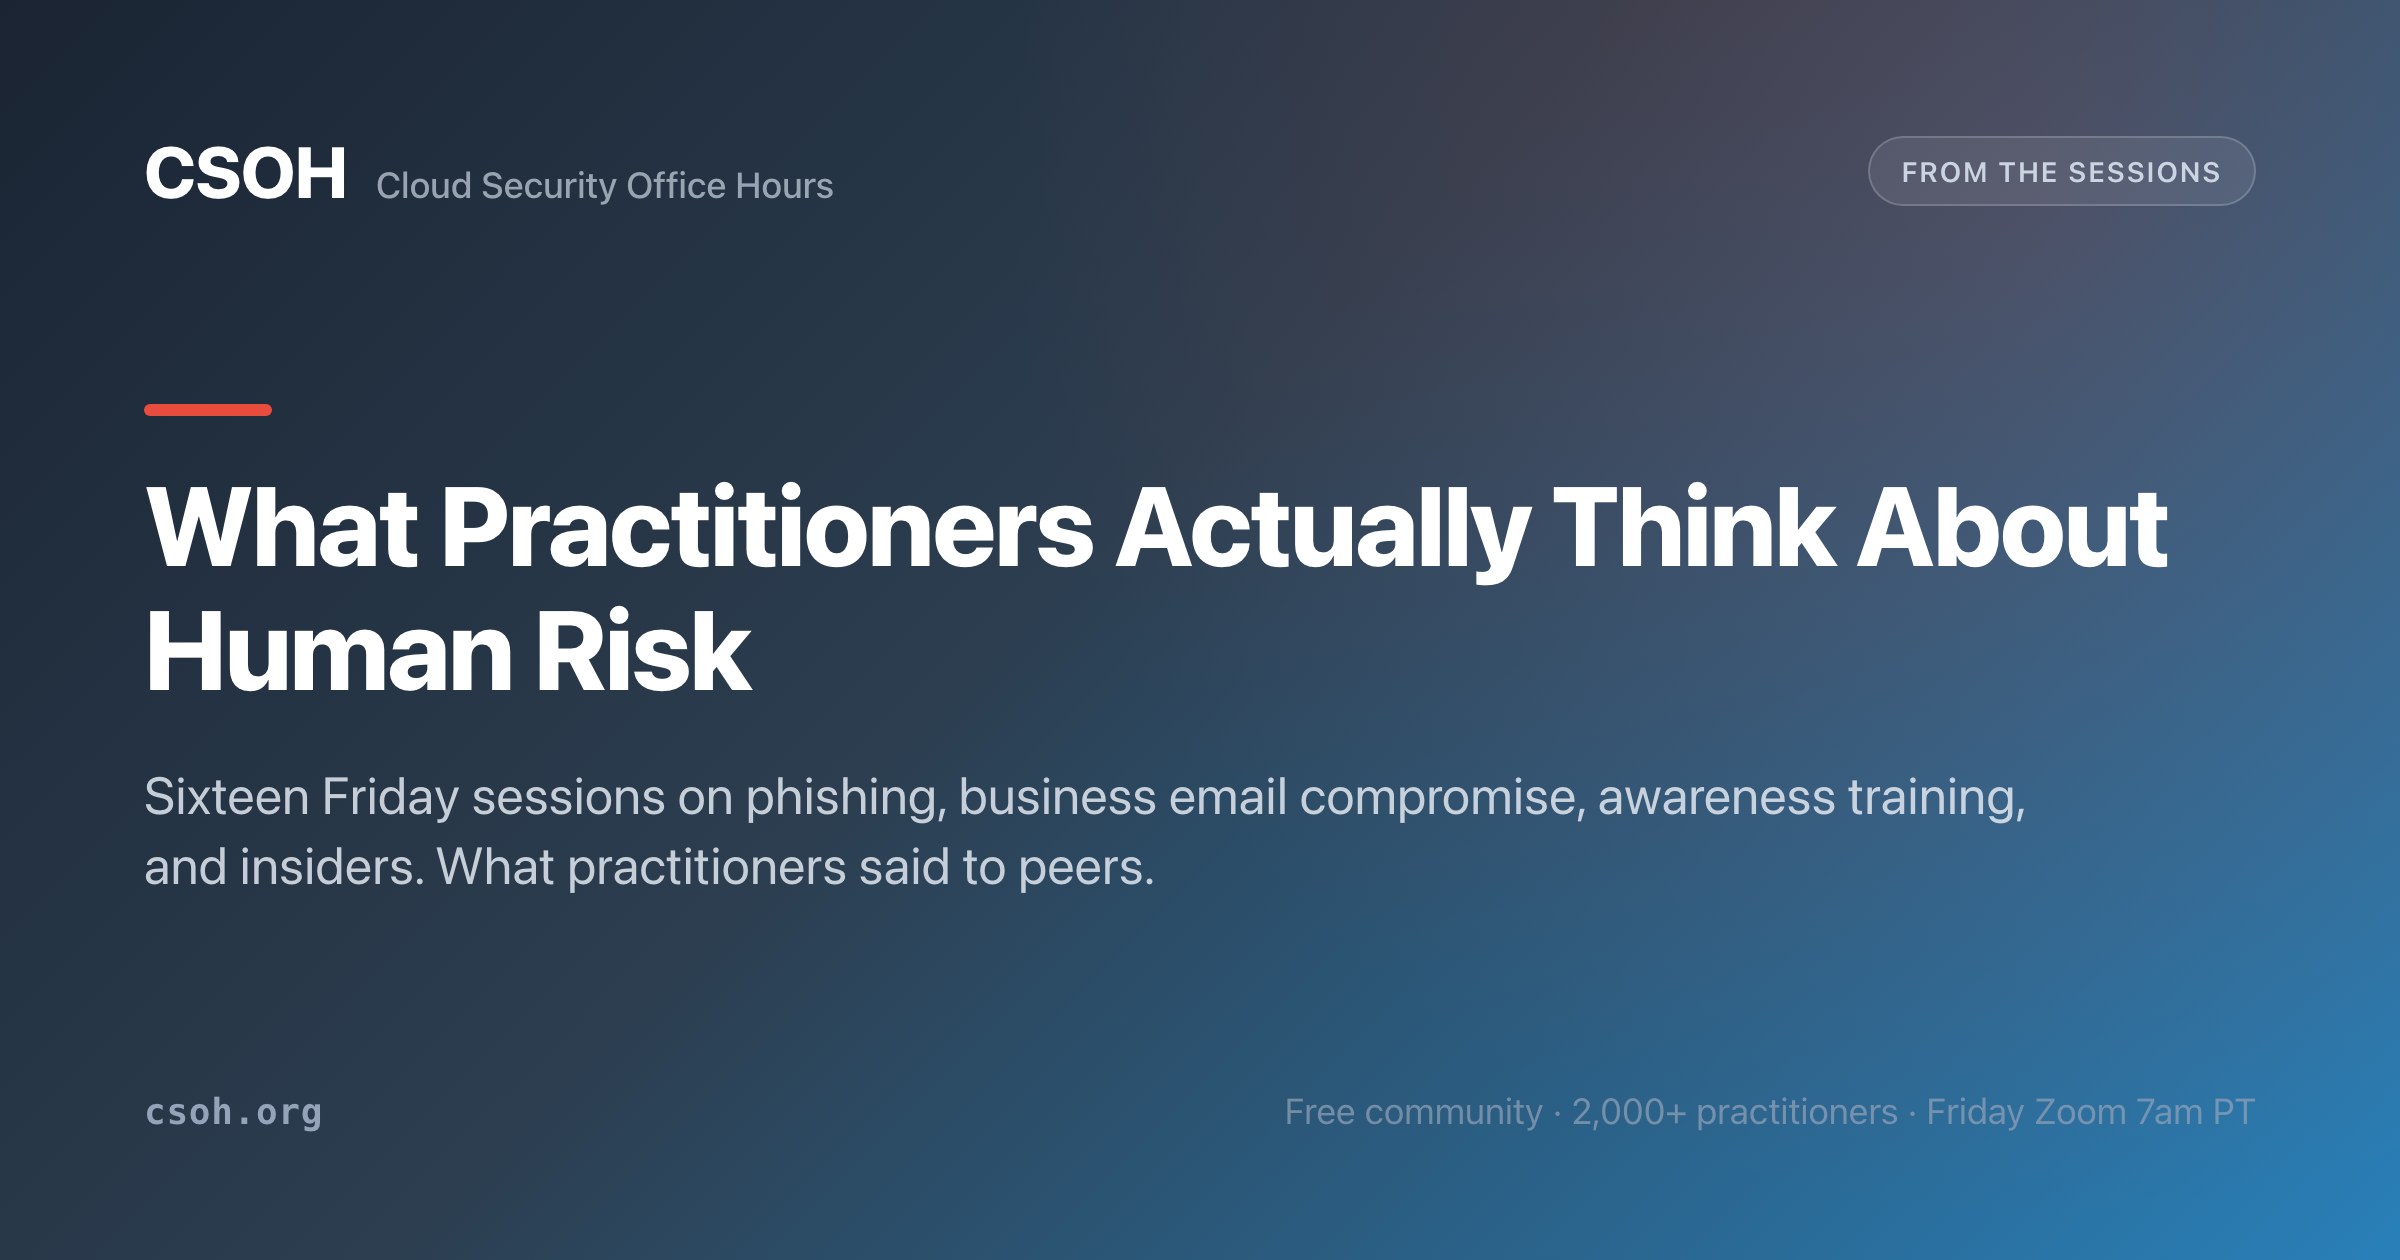 CSOH Cloud Security Office Hours
FROM THE SESSIONS
What Practitioners Actually Think About
Human Risk
Sixteen Friday sessions on phishing, business email compromise, awareness training,
and insiders. What practitioners said to peers.
csoh.org
Free community · 2,000+ practitioners · Friday Zoom 7am PT